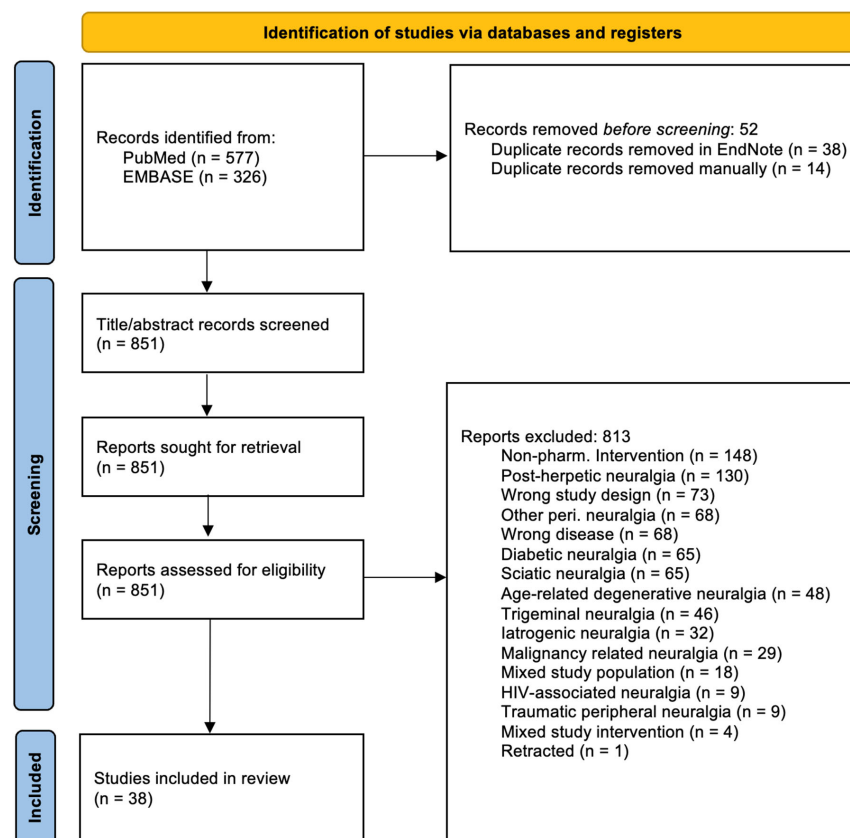 Identification of studies via databases and registers
Identification
Records identified from:
PubMed (n = 577)
EMBASE (n = 326)
Records removed before screening: 52
Duplicate records removed in EndNote (n = 38)
Duplicate records removed manually (n = 14)
Screening
Title/abstract records screened
(n = 851)
Reports sought for retrieval
(n = 851)
Reports assessed for eligibility
(n = 851)
Reports excluded: 813
Non-pharm. Intervention (n = 148)
Post-herpetic neuralgia (n = 130)
Wrong study design (n = 73)
Other peri. neuralgia (n = 68)
Wrong disease (n = 68)
Diabetic neuralgia (n = 65)
Sciatic neuralgia (n = 65)
Age-related degenerative neuralgia (n = 48)
Trigeminal neuralgia (n = 46)
Iatrogenic neuralgia (n = 32)
Malignancy related neuralgia (n = 29)
Mixed study population (n = 18)
HIV-associated neuralgia (n = 9)
Traumatic peripheral neuralgia (n = 9)
Mixed study intervention (n = 4)
Retracted (n = 1)
Included
Studies included in review
(n = 38)